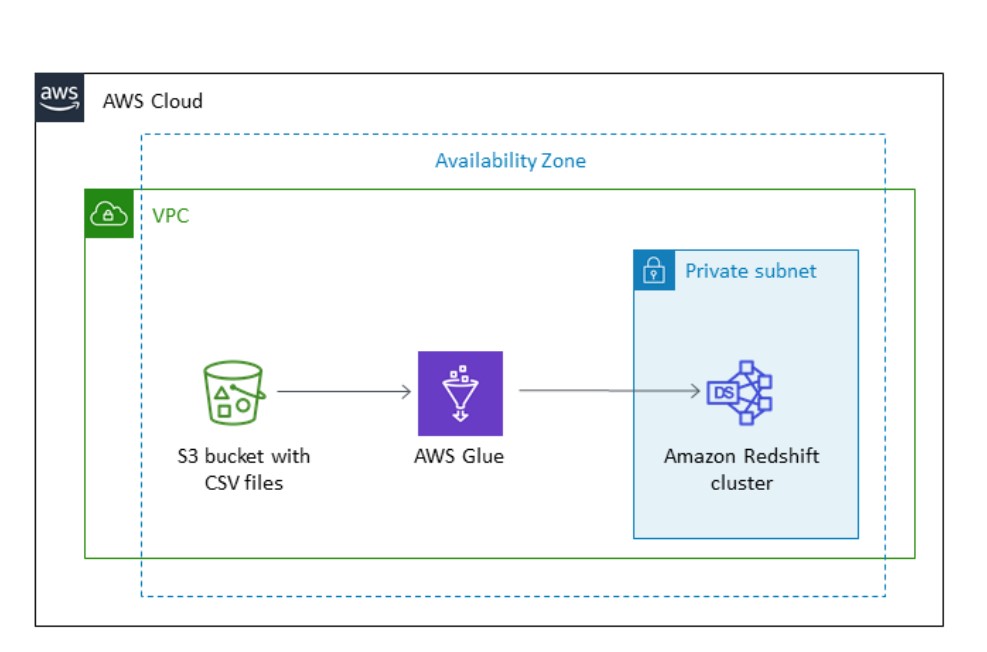 aws
AWS Cloud
Availability Zone
VPC
Private subnet
DS
S3 bucket with
CSV files
AWS Glue
Amazon Redshift
cluster